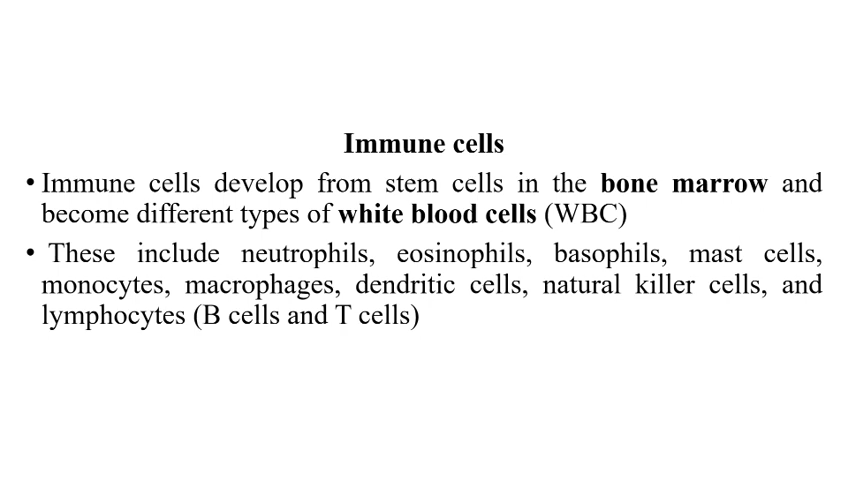 Immune cells
• Immune cells develop from stem cells in the bone marrow and
become different types of white blood cells (WBC)
• These include neutrophils, eosinophils, basophils, mast cells,
monocytes, macrophages, dendritic cells, natural killer cells, and
lymphocytes (B cells and T cells)